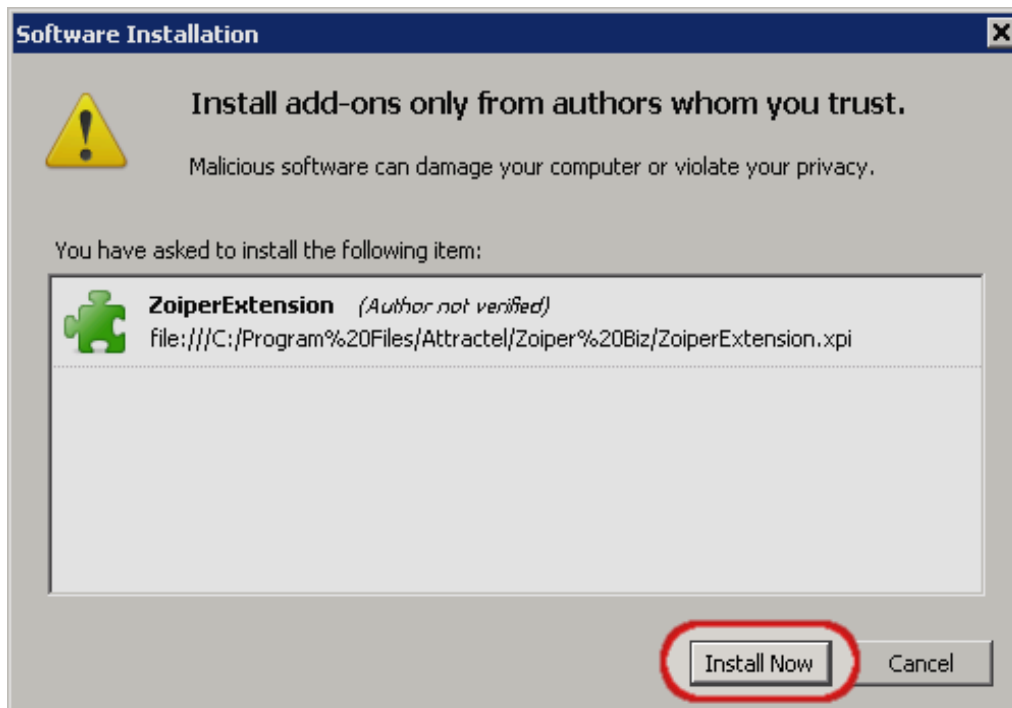 Software Installation
Install add-ons only from authors whom you trust.
Malicious software can damage your computer or violate your privacy.
You have asked to install the following item:
ZoiperExtension (Author not verified)
file:///C:/Program%20Files/Attractel/Zoiper%20Biz/ZoiperExtension.xpi
Install Now Cancel